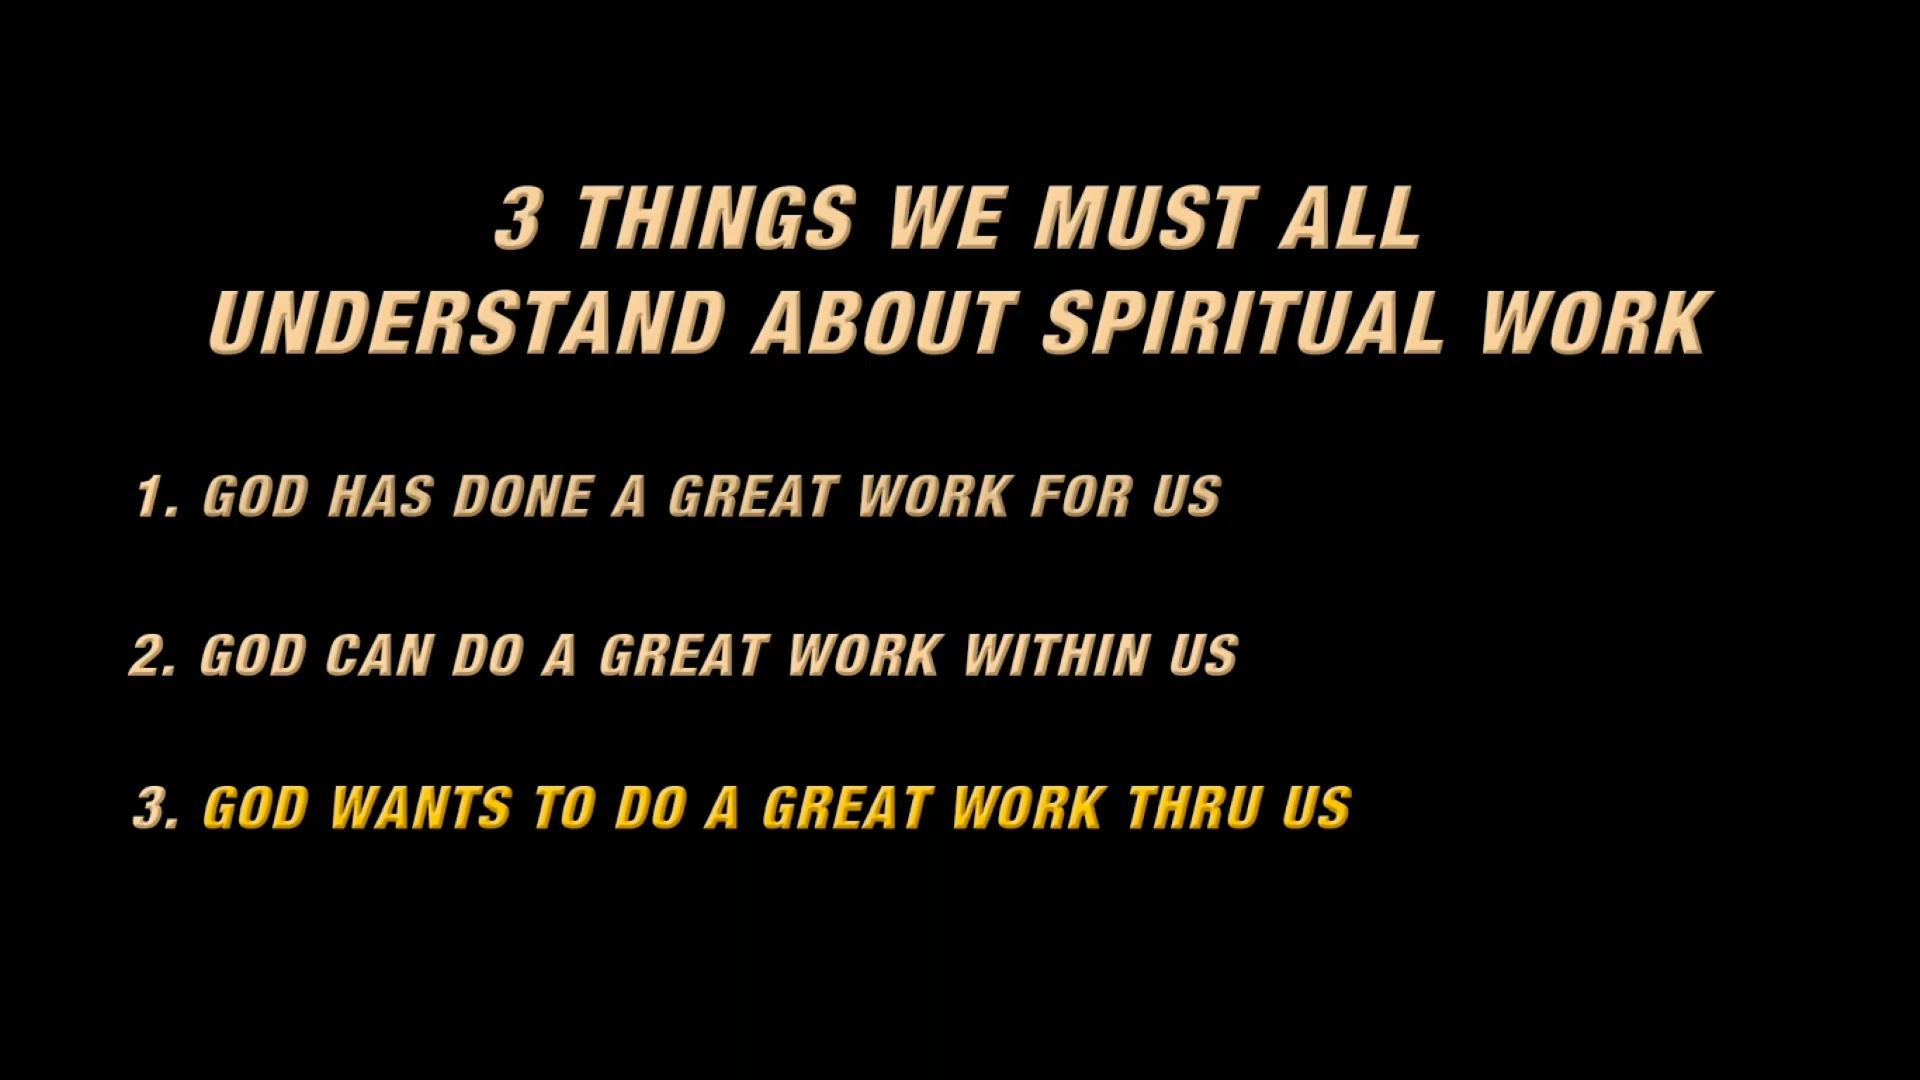 3 THINGS WE MUST ALL
UNDERSTAND ABOUT SPIRITUAL WORK
1. GOD HAS DONE A GREAT WORK FOR US
2. GOD CAN DO A GREAT WORK WITHIN US
3. GOD WANTS TO DO A GREAT WORK THRU US